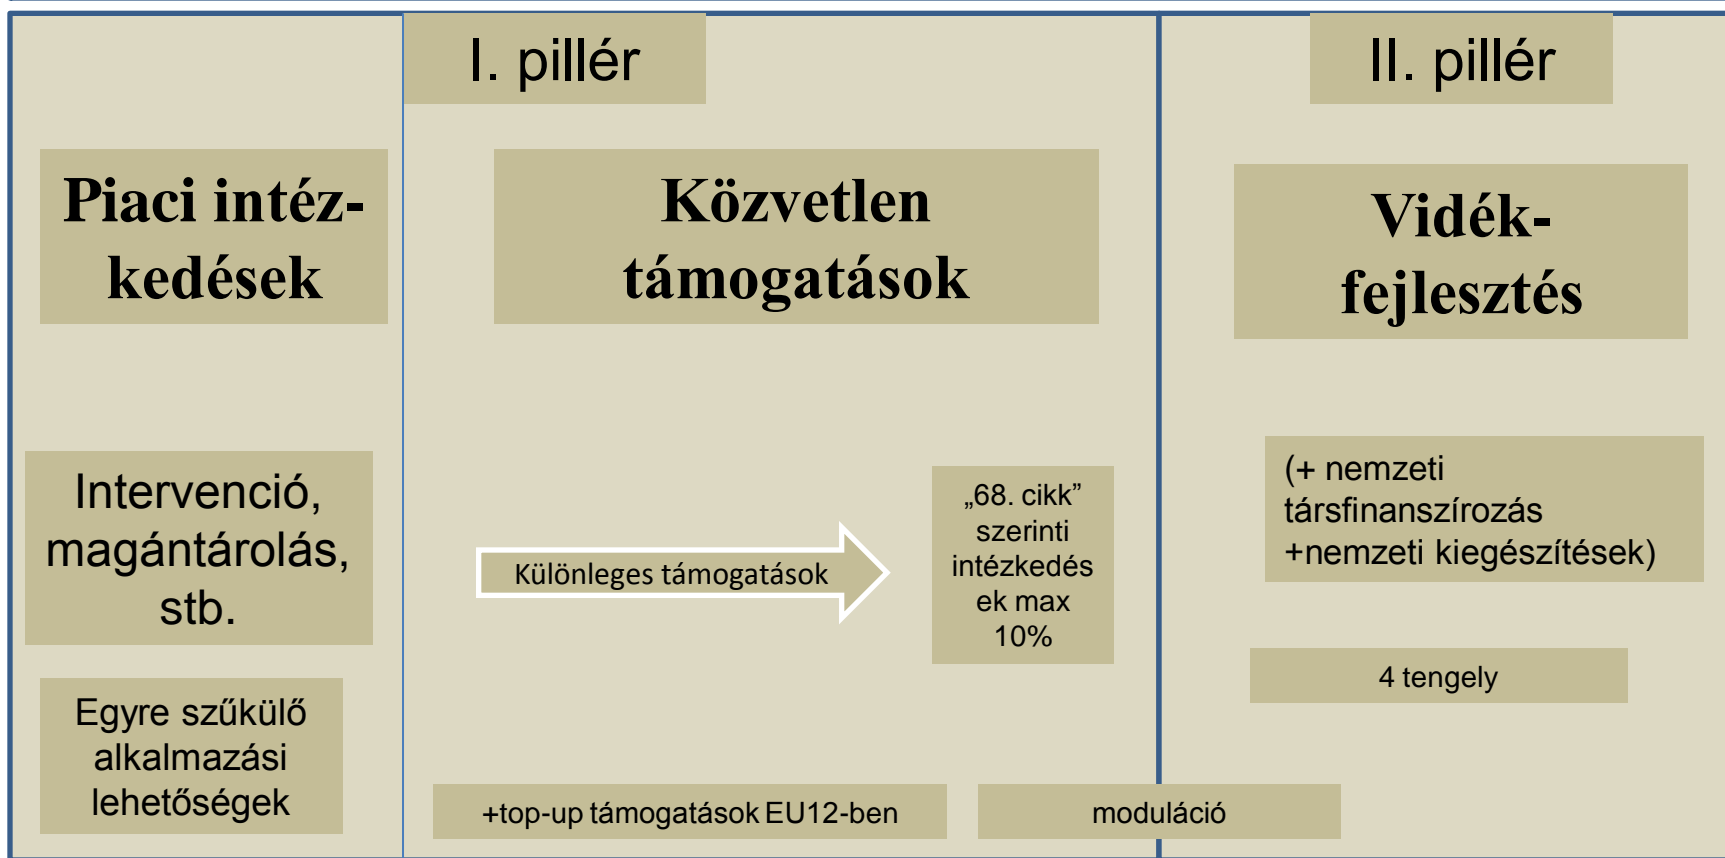 I. pillér
II. pillér
Piaci intéz-
kedések
Közvetlen
támogatások
Vidék-
fejlesztés
Intervenció,
magántárolás,
stb.
Egyre szűkülő
alkalmazási
lehetőségek
Különleges támogatások
„68. cikk”
szerinti
intézkedés
ek max
10%
(+ nemzeti
társfinanszírozás
+nemzeti kiegészítések)
4 tengely
+top-up támogatások EU12-ben
moduláció